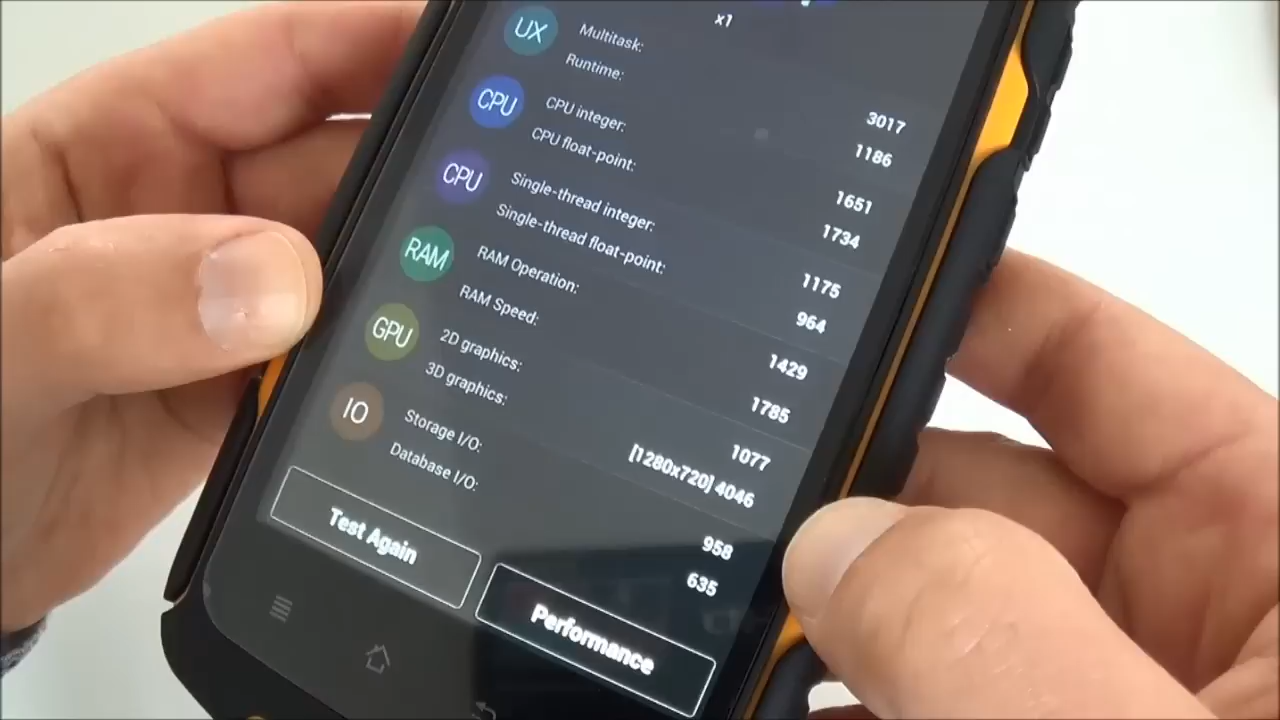 x1
UX Multitask: 3017
Runtime: 1186
CPU CPU integer: 1651
CPU float-point: 1734
CPU Single-thread integer: 1175
Single-thread float-point: 964
RAM RAM Operation: 1429
RAM Speed: 1785
GPU 2D graphics: 1077
3D graphics: [1280x720] 4046
IO Storage I/O: 958
Database I/O: 635
Test Again
Performance